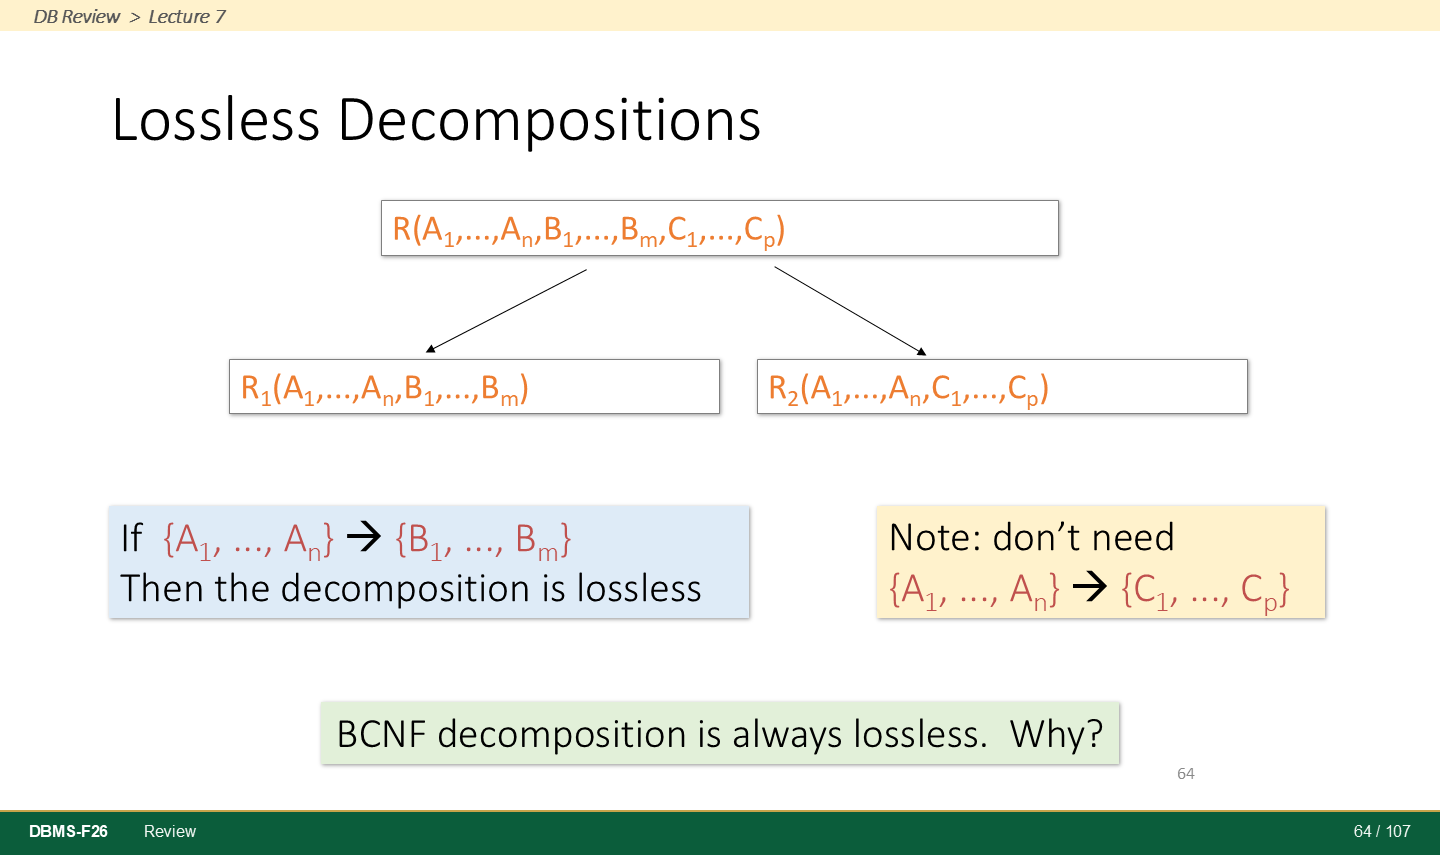 DB Review > Lecture 7
Lossless Decompositions
R(A1,...,An,B1,...,Bm,C1,...,Cp)
R1(A1,...,An,B1,...,Bm)
R2(A1,...,An,C1,...,Cp)
If {A1, ..., An} → {B1, ..., Bm}
Then the decomposition is lossless
Note: don’t need
{A1, ..., An} → {C1, ..., Cp}
BCNF decomposition is always lossless. Why?
64
DBMS-F26 Review 64 / 107